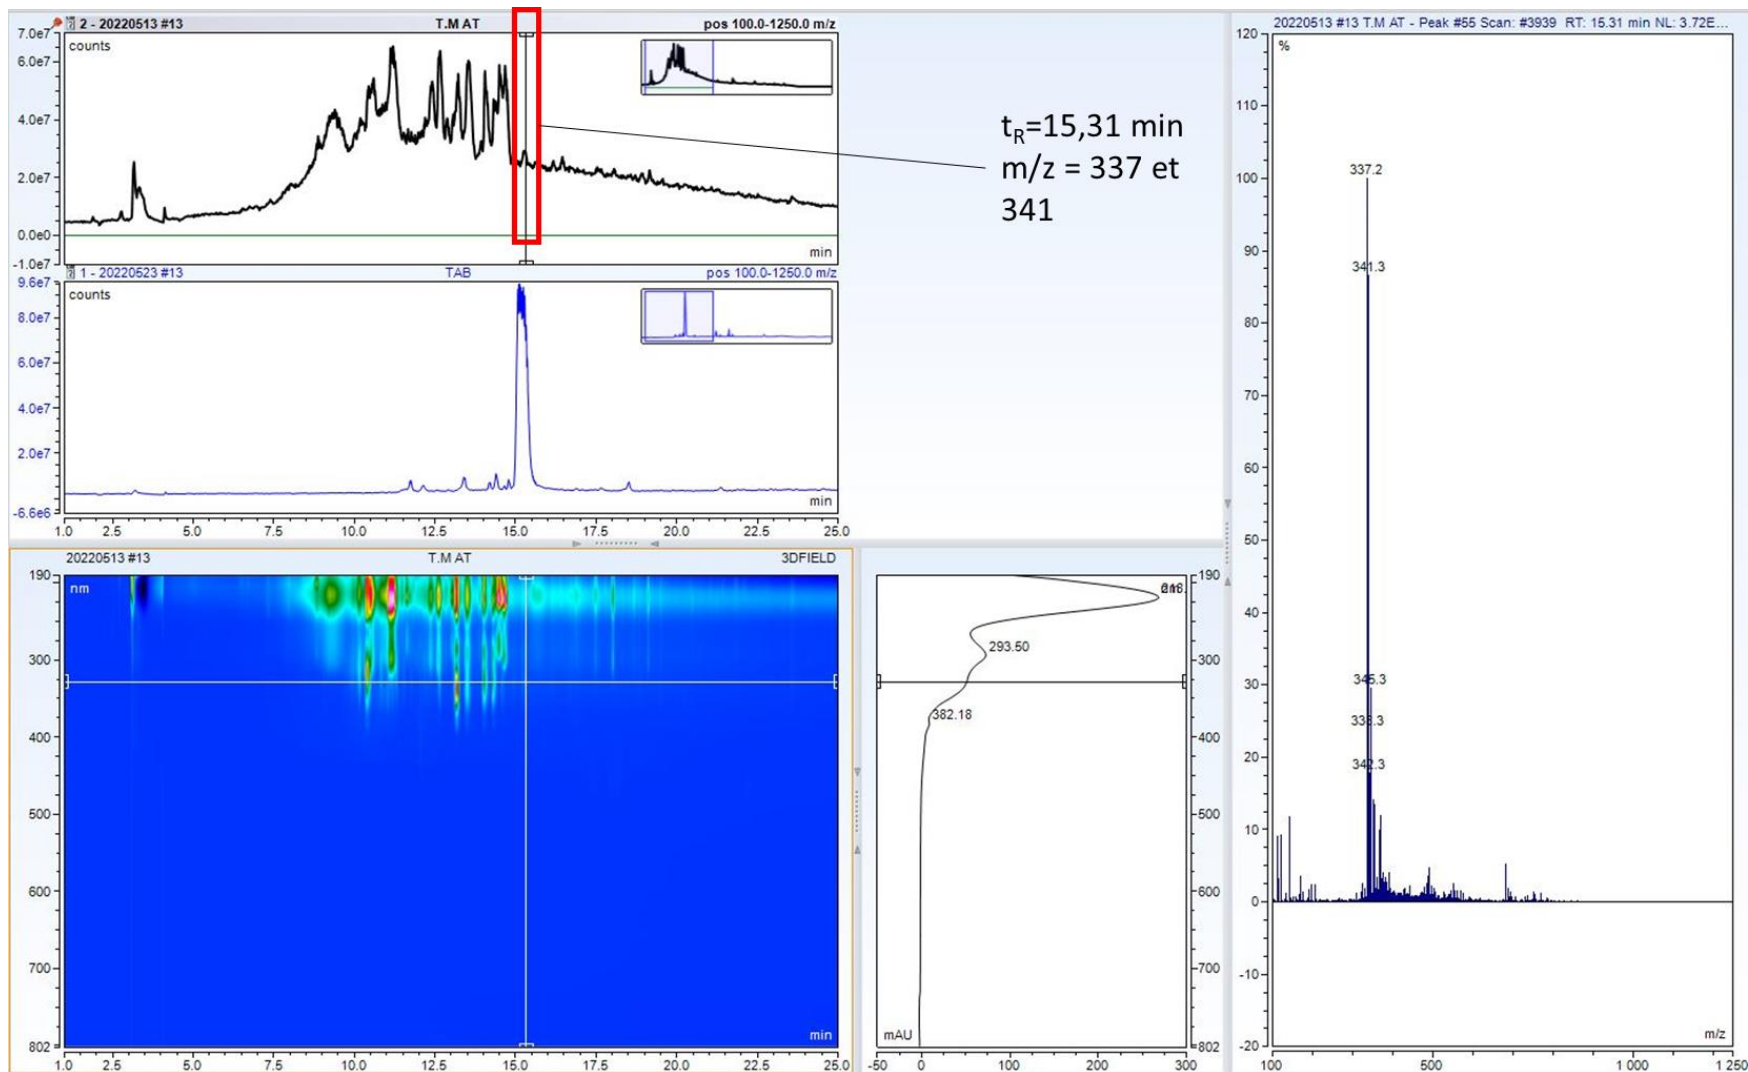 2 - 20220513 #13 T.M AT pos 100.0-1250.0 m/z
counts
7.0e7
6.0e7
4.0e7
2.0e7
0.0e0
-1.0e7
min
1 - 20220523 #13 TAB pos 100.0-1250.0 m/z
counts
9.6e7
8.0e7
6.0e7
4.0e7
2.0e7
-6.6e6
min
1.0 2.5 5.0 7.5 10.0 12.5 15.0 17.5 20.0 22.5 25.0
tR=15,31 min
m/z = 337 et
341
20220513 #13 T.M AT 3DFIELD
nm
190
300
400
500
600
700
802
min
1.0 2.5 5.0 7.5 10.0 12.5 15.0 17.5 20.0 22.5 25.0
293.50
382.18
190
300
400
500
600
700
802
mAU
-50 0 100 200 300
20220513 #13 T.M AT - Peak #55 Scan: #3939 RT: 15.31 min NL: 3.72E...
%
120
110
100
90
80
70
60
50
40
30
20
10
0
-10
-20
337.2
341.3
345.3
338.3
342.3
m/z
100 500 1 000 1 250